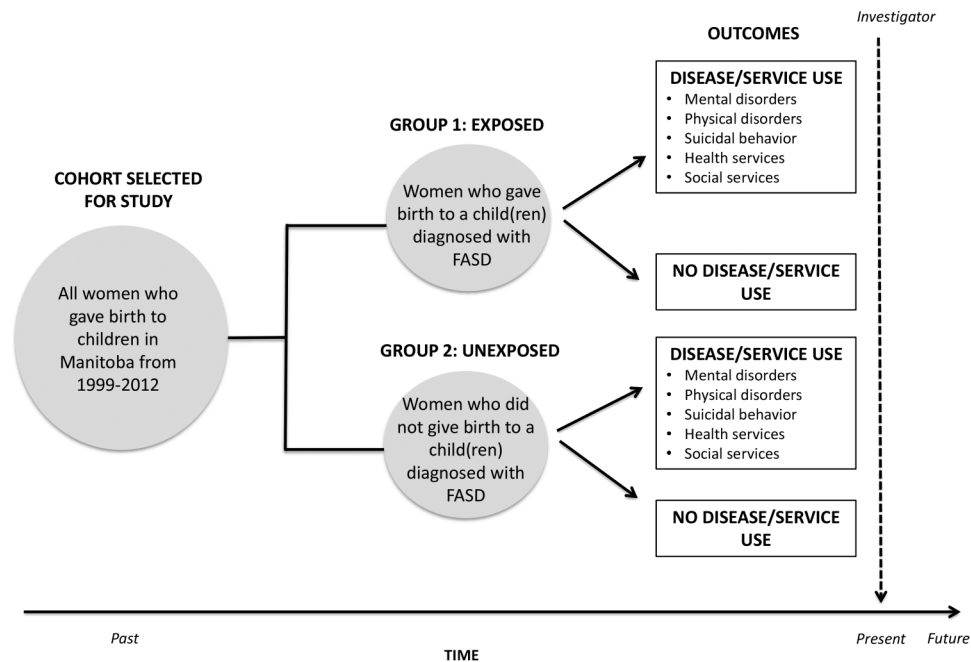 Investigator
OUTCOMES
DISEASE/SERVICE USE
• Mental disorders
• Physical disorders
• Suicidal behavior
• Health services
• Social services
GROUP 1: EXPOSED
Women who gave
birth to a child(ren)
diagnosed with
FASD
COHORT SELECTED
FOR STUDY
All women who
gave birth to
children in
Manitoba from
1999-2012
NO DISEASE/SERVICE
USE
GROUP 2: UNEXPOSED
Women who did
not give birth to a
child(ren)
diagnosed with
FASD
DISEASE/SERVICE USE
• Mental disorders
• Physical disorders
• Suicidal behavior
• Health services
• Social services
NO DISEASE/SERVICE
USE
Past
Present
Future
TIME